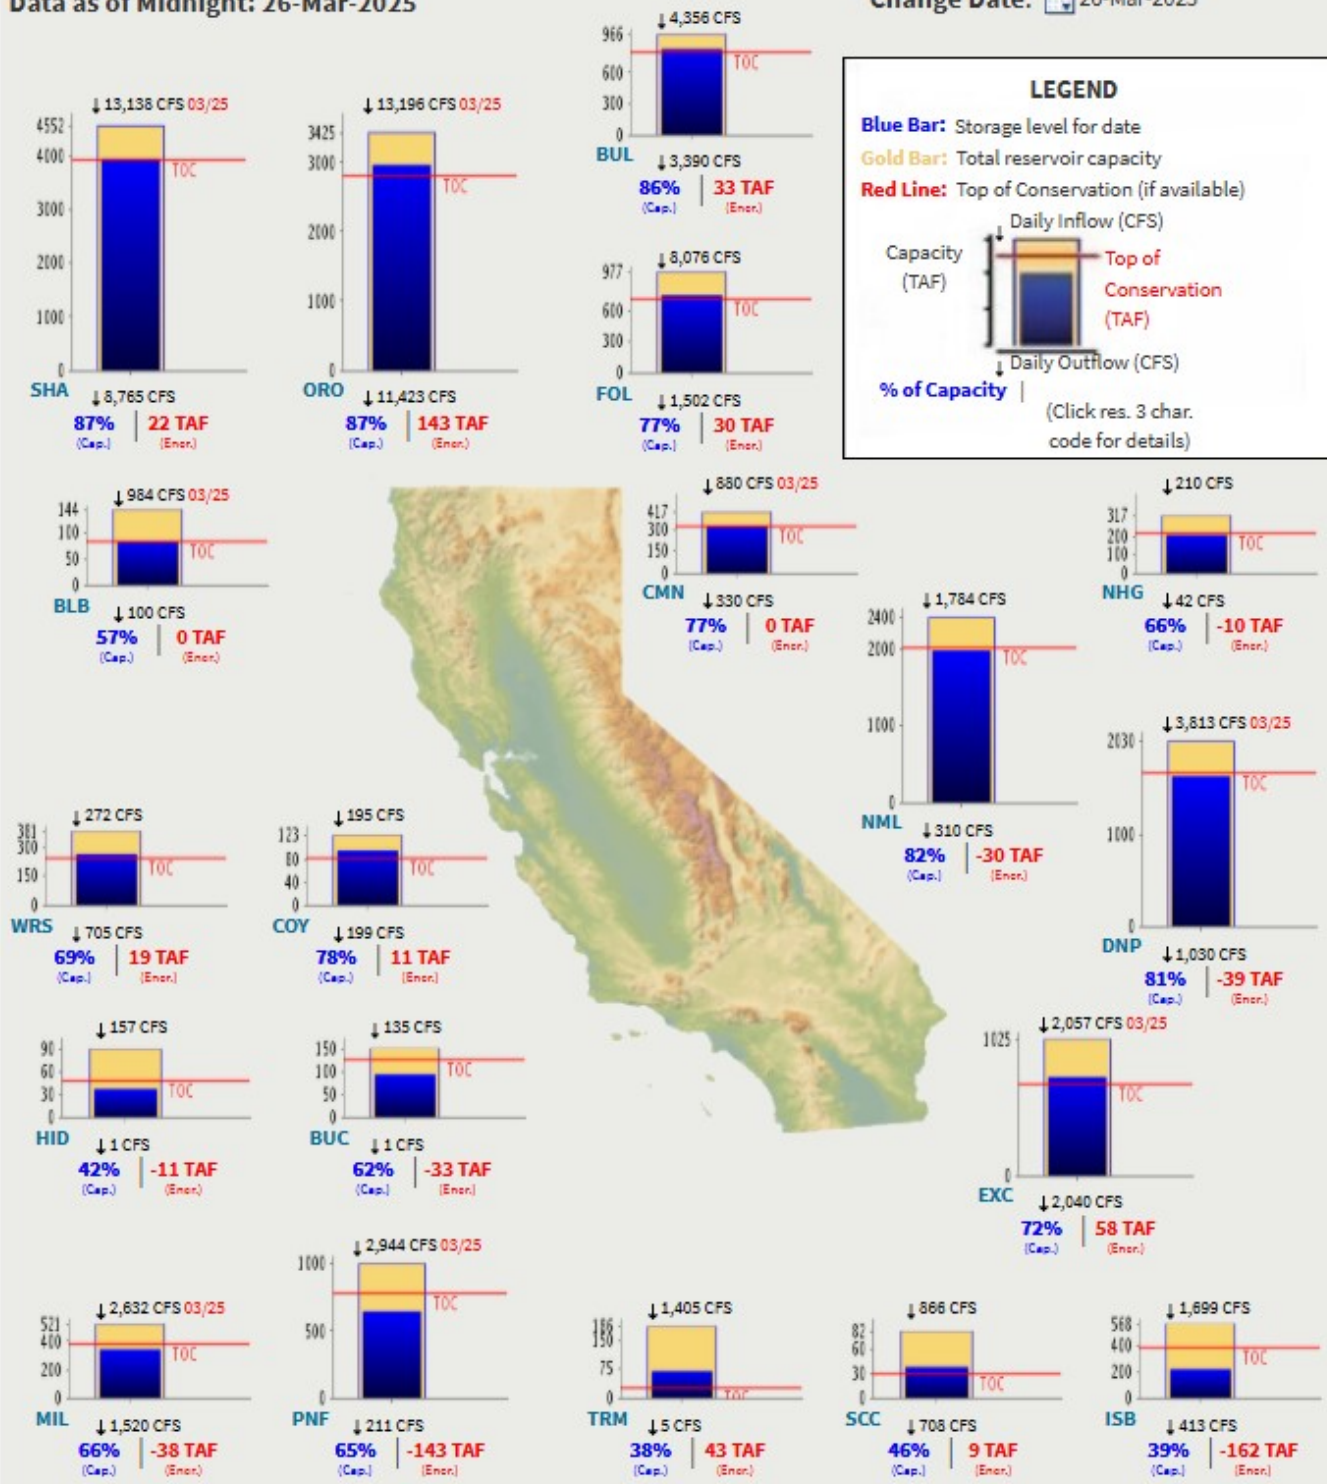 Data as of Midnight: 26-Mar-2025
Change Date: 26-Mar-2025
↓ 13,138 CFS 03/25
4552
4000
3000
2000
1000
0
TOC
SHA
↓ 8,765 CFS
87% | 22 TAF
(Cap.) (Encr.)
↓ 13,196 CFS 03/25
3425
3000
2000
1000
0
TOC
ORO
↓ 11,423 CFS
87% | 143 TAF
(Cap.) (Encr.)
↓ 4,356 CFS
966
600
300
0
TOC
BUL
↓ 3,390 CFS
86% | 33 TAF
(Cap.) (Encr.)
↓ 8,076 CFS
977
600
300
0
TOC
FOL
↓ 1,502 CFS
77% | 30 TAF
(Cap.) (Encr.)
LEGEND
Blue Bar: Storage level for date
Gold Bar: Total reservoir capacity
Red Line: Top of Conservation (if available)
↓ Daily Inflow (CFS)
Capacity
(TAF)
Top of
Conservation
(TAF)
↓ Daily Outflow (CFS)
% of Capacity |
(Click res. 3 char.
code for details)
↓ 984 CFS 03/25
144
100
50
0
TOC
BLB
↓ 100 CFS
57% | 0 TAF
(Cap.) (Encr.)
↓ 880 CFS 03/25
417
300
150
0
TOC
CMN
↓ 330 CFS
77% | 0 TAF
(Cap.) (Encr.)
↓ 210 CFS
317
200
100
0
TOC
NHG
↓ 42 CFS
66% | -10 TAF
(Cap.) (Encr.)
↓ 1,784 CFS
2400
2000
1000
0
TOC
NML
↓ 310 CFS
82% | -30 TAF
(Cap.) (Encr.)
↓ 3,813 CFS 03/25
2030
1000
0
TOC
DNP
↓ 1,030 CFS
81% | -39 TAF
(Cap.) (Encr.)
↓ 272 CFS
381
300
150
0
TOC
WRS
↓ 705 CFS
69% | 19 TAF
(Cap.) (Encr.)
↓ 195 CFS
123
80
40
0
TOC
COY
↓ 199 CFS
78% | 11 TAF
(Cap.) (Encr.)
↓ 157 CFS
90
60
30
0
TOC
HID
↓ 1 CFS
42% | -11 TAF
(Cap.) (Encr.)
↓ 135 CFS
150
100
50
0
TOC
BUC
↓ 1 CFS
62% | -33 TAF
(Cap.) (Encr.)
↓ 2,057 CFS 03/25
1025
0
TOC
EXC
↓ 2,040 CFS
72% | 58 TAF
(Cap.) (Encr.)
↓ 2,632 CFS 03/25
521
400
200
0
TOC
MIL
↓ 1,520 CFS
66% | -38 TAF
(Cap.) (Encr.)
↓ 2,944 CFS 03/25
1000
500
0
TOC
PNF
↓ 211 CFS
65% | -143 TAF
(Cap.) (Encr.)
↓ 1,405 CFS
186
150
75
0
TOC
TRM
↓ 5 CFS
38% | 43 TAF
(Cap.) (Encr.)
↓ 866 CFS
82
60
30
0
TOC
SCC
↓ 708 CFS
46% | 9 TAF
(Cap.) (Encr.)
↓ 1,699 CFS
568
400
200
0
TOC
ISB
↓ 413 CFS
39% | -162 TAF
(Cap.) (Encr.)